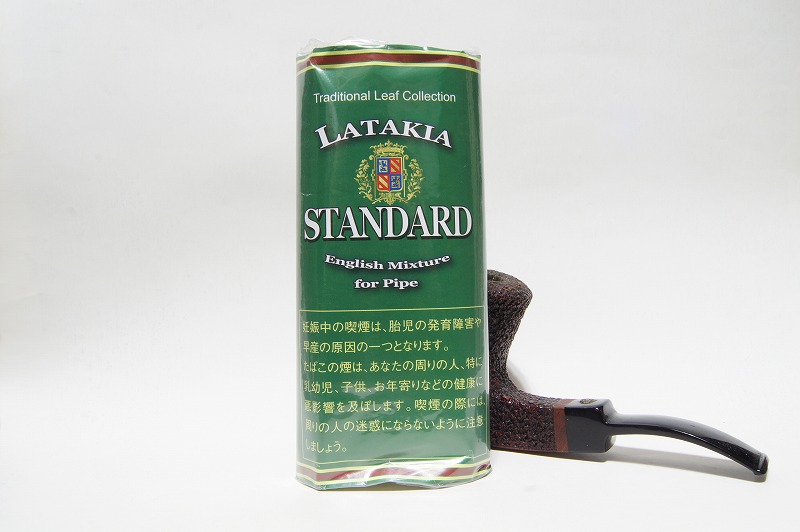 Traditional Leaf Collection
LATAKIA
STANDARD
English Mixture
for Pipe
妊娠中の喫煙は、胎児の発育障害や
早産の原因の一つとなります。
たばこの煙は、あなたの周りの人、特に
乳幼児、子供、お年寄りなどの健康に
悪影響を及ぼします。喫煙の際には、
周りの人の迷惑にならないように注意
しましょう。